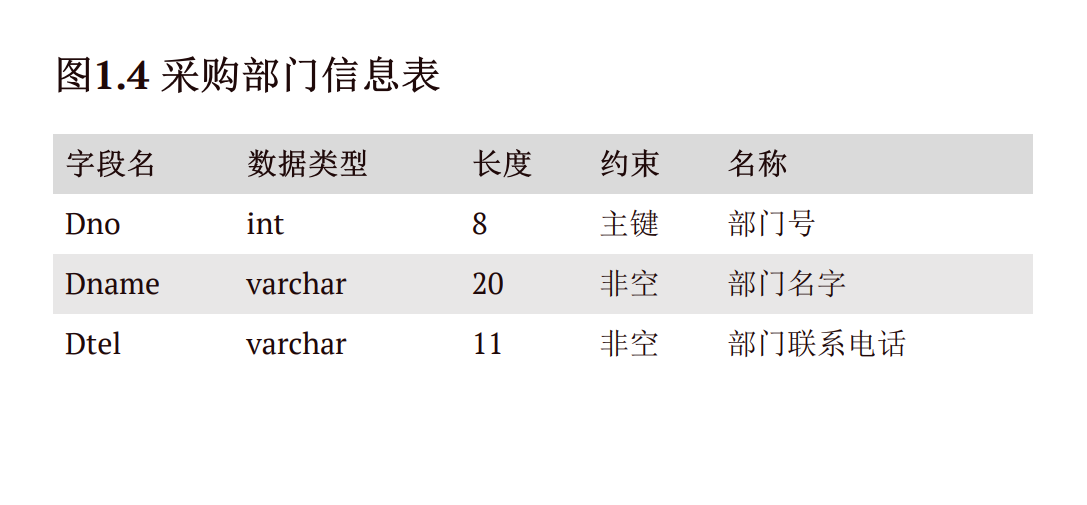 图1.4 采购部门信息表
字段名 数据类型 长度 约束 名称
Dno int 8 主键 部门号
Dname varchar 20 非空 部门名字
Dtel varchar 11 非空 部门联系电话